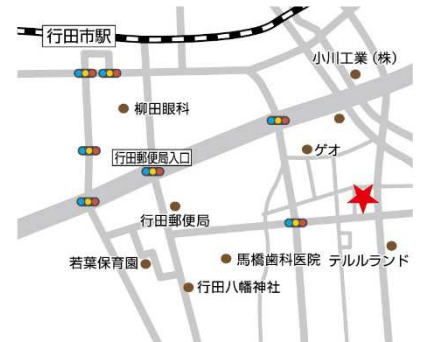 行田市駅
小川工業(株)
柳田眼科
ゲオ
行田郵便局入口
行田郵便局
若葉保育園
馬橋歯科医院
テルルランド
行田八幡神社